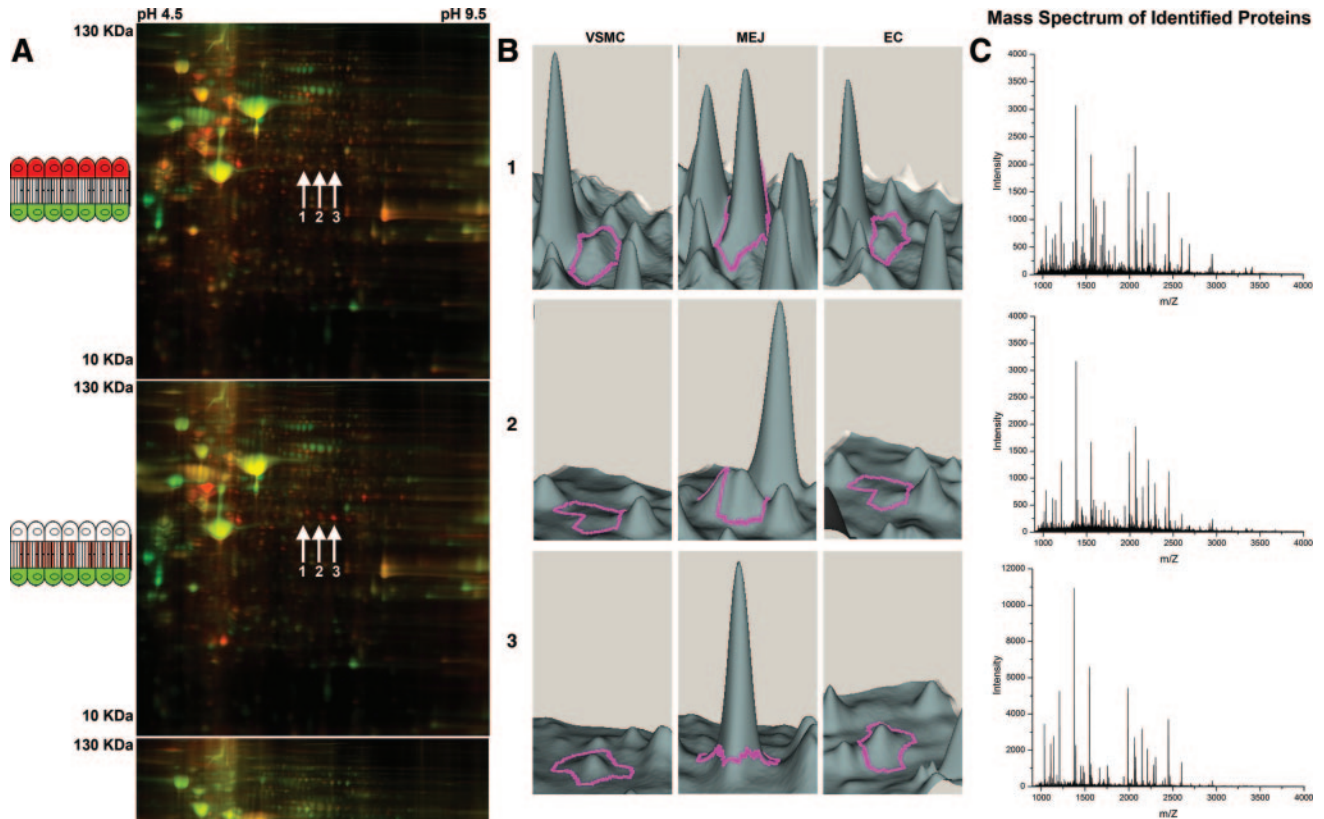 A
pH 4.5 pH 9.5
130 KDa
1 2 3
10 KDa
130 KDa
1 2 3
10 KDa
130 KDa
B
VSMC MEJ EC
1
2
3
C
Mass Spectrum of Identified Proteins
4000
3500
3000
2500
2000
1500
1000
500
0
Intensity
1000 1500 2000 2500 3000 3500 4000
m/Z
4000
3500
3000
2500
2000
1500
1000
500
0
Intensity
1000 1500 2000 2500 3000 3500 4000
m/Z
12000
10000
8000
6000
4000
2000
0
Intensity
1000 1500 2000 2500 3000 3500 4000
m/Z